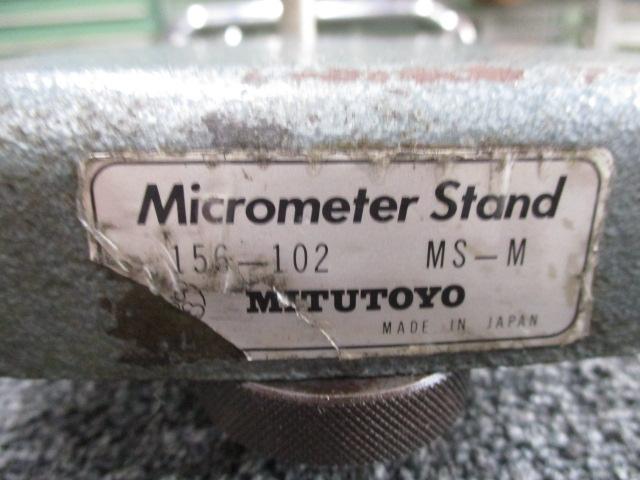 Micrometer Stand
156-102 MS-M
MITUTOYO
MADE IN JAPAN